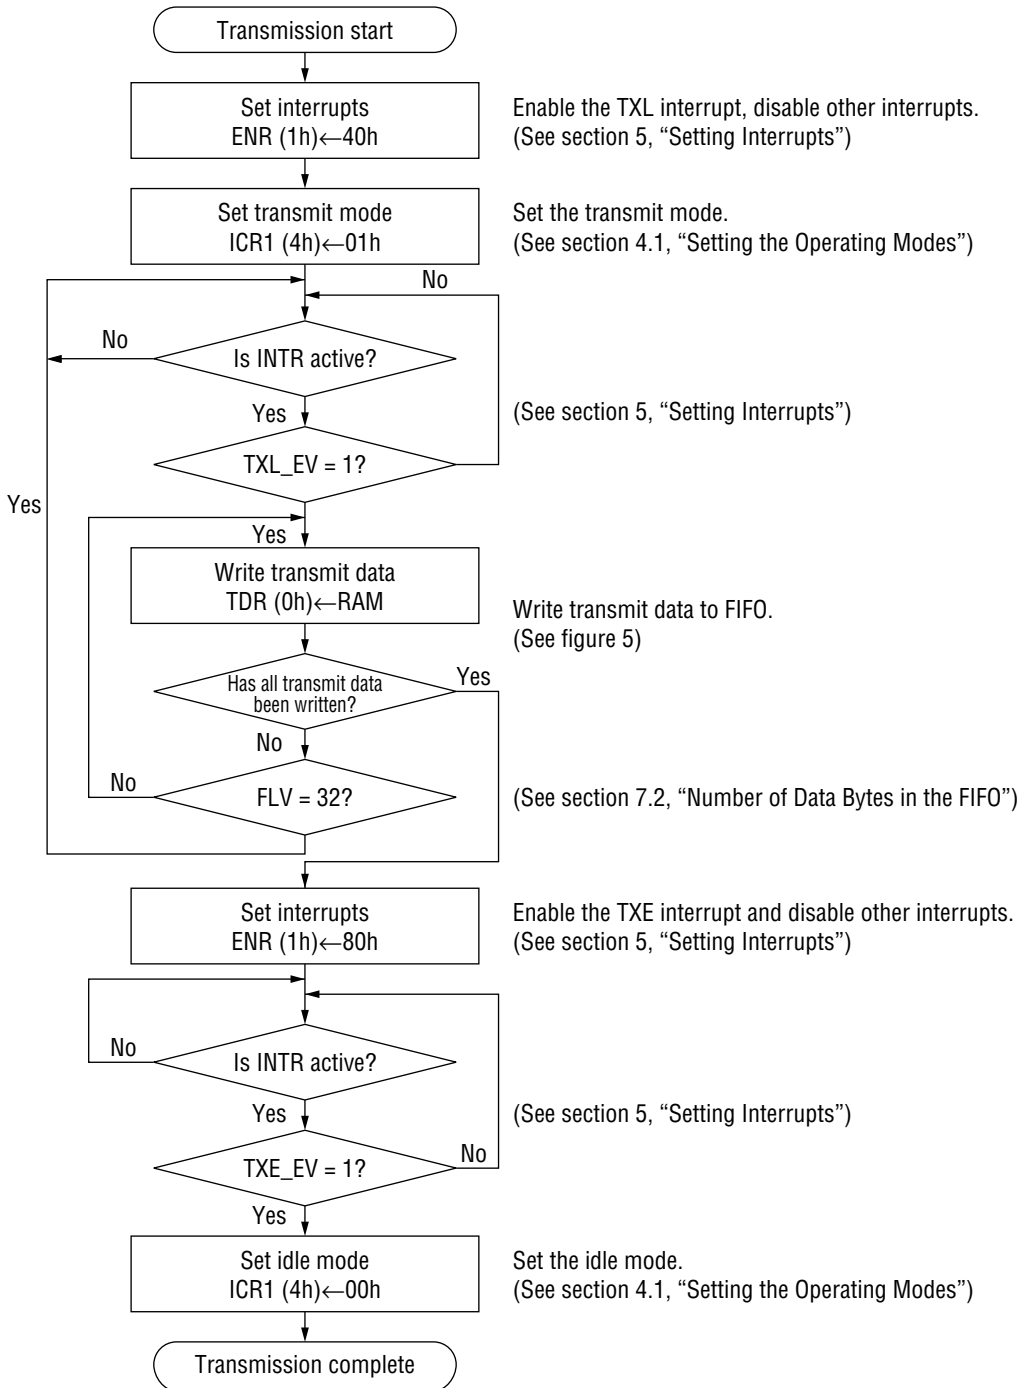 Transmission start
Set interrupts
ENR (1h)←40h
Enable the TXL interrupt, disable other interrupts.
(See section 5, “Setting Interrupts”)
Set transmit mode
ICR1 (4h)←01h
Set the transmit mode.
(See section 4.1, “Setting the Operating Modes”)
No
No
Is INTR active?
Yes
(See section 5, “Setting Interrupts”)
TXL_EV = 1?
Yes
Yes
Write transmit data
TDR (0h)←RAM
Write transmit data to FIFO.
(See figure 5)
Has all transmit data
been written?
Yes
No
No
FLV = 32?
(See section 7.2, “Number of Data Bytes in the FIFO”)
Set interrupts
ENR (1h)←80h
Enable the TXE interrupt and disable other interrupts.
(See section 5, “Setting Interrupts”)
No
Is INTR active?
Yes
(See section 5, “Setting Interrupts”)
TXE_EV = 1?
No
Yes
Set idle mode
ICR1 (4h)←00h
Set the idle mode.
(See section 4.1, “Setting the Operating Modes”)
Transmission complete